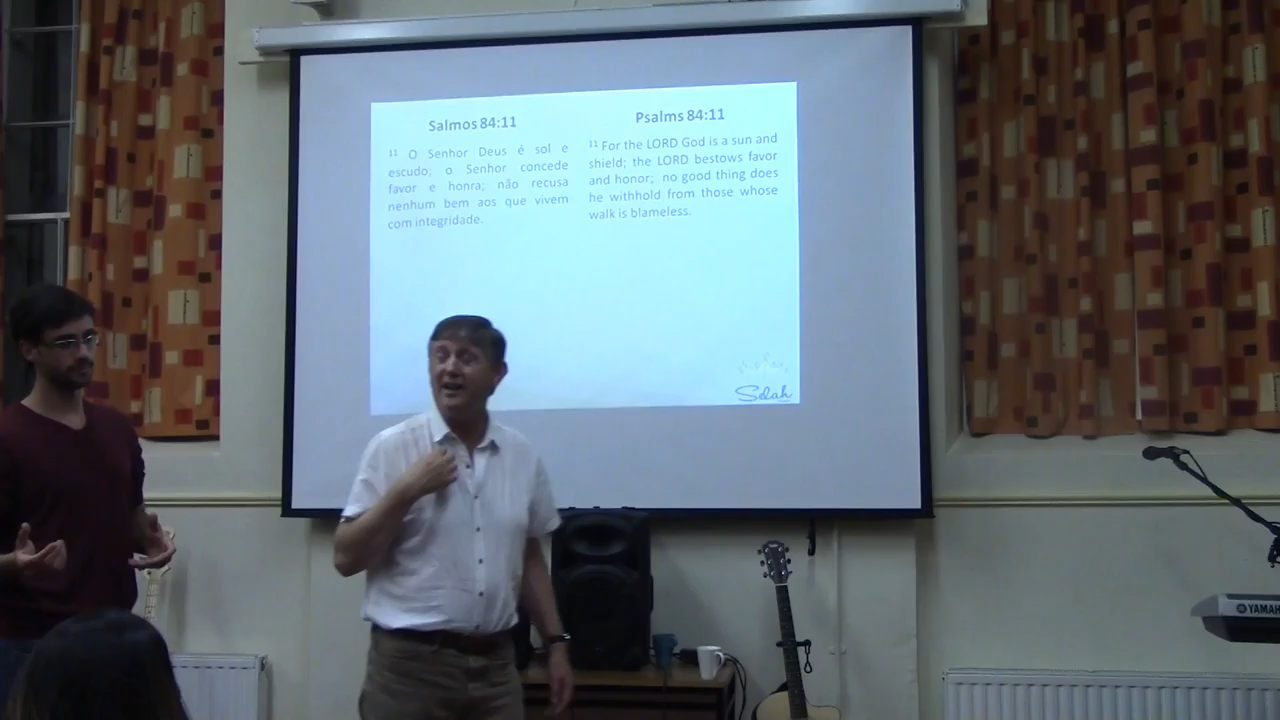 Salmos 84:11
11 O Senhor Deus é sol e
escudo; o Senhor concede
favor e honra; não recusa
nenhum bem aos que vivem
com integridade.
Psalms 84:11
11 For the LORD God is a sun and
shield; the LORD bestows favor
and honor; no good thing does
he withhold from those whose
walk is blameless.
Selah
YAMAH